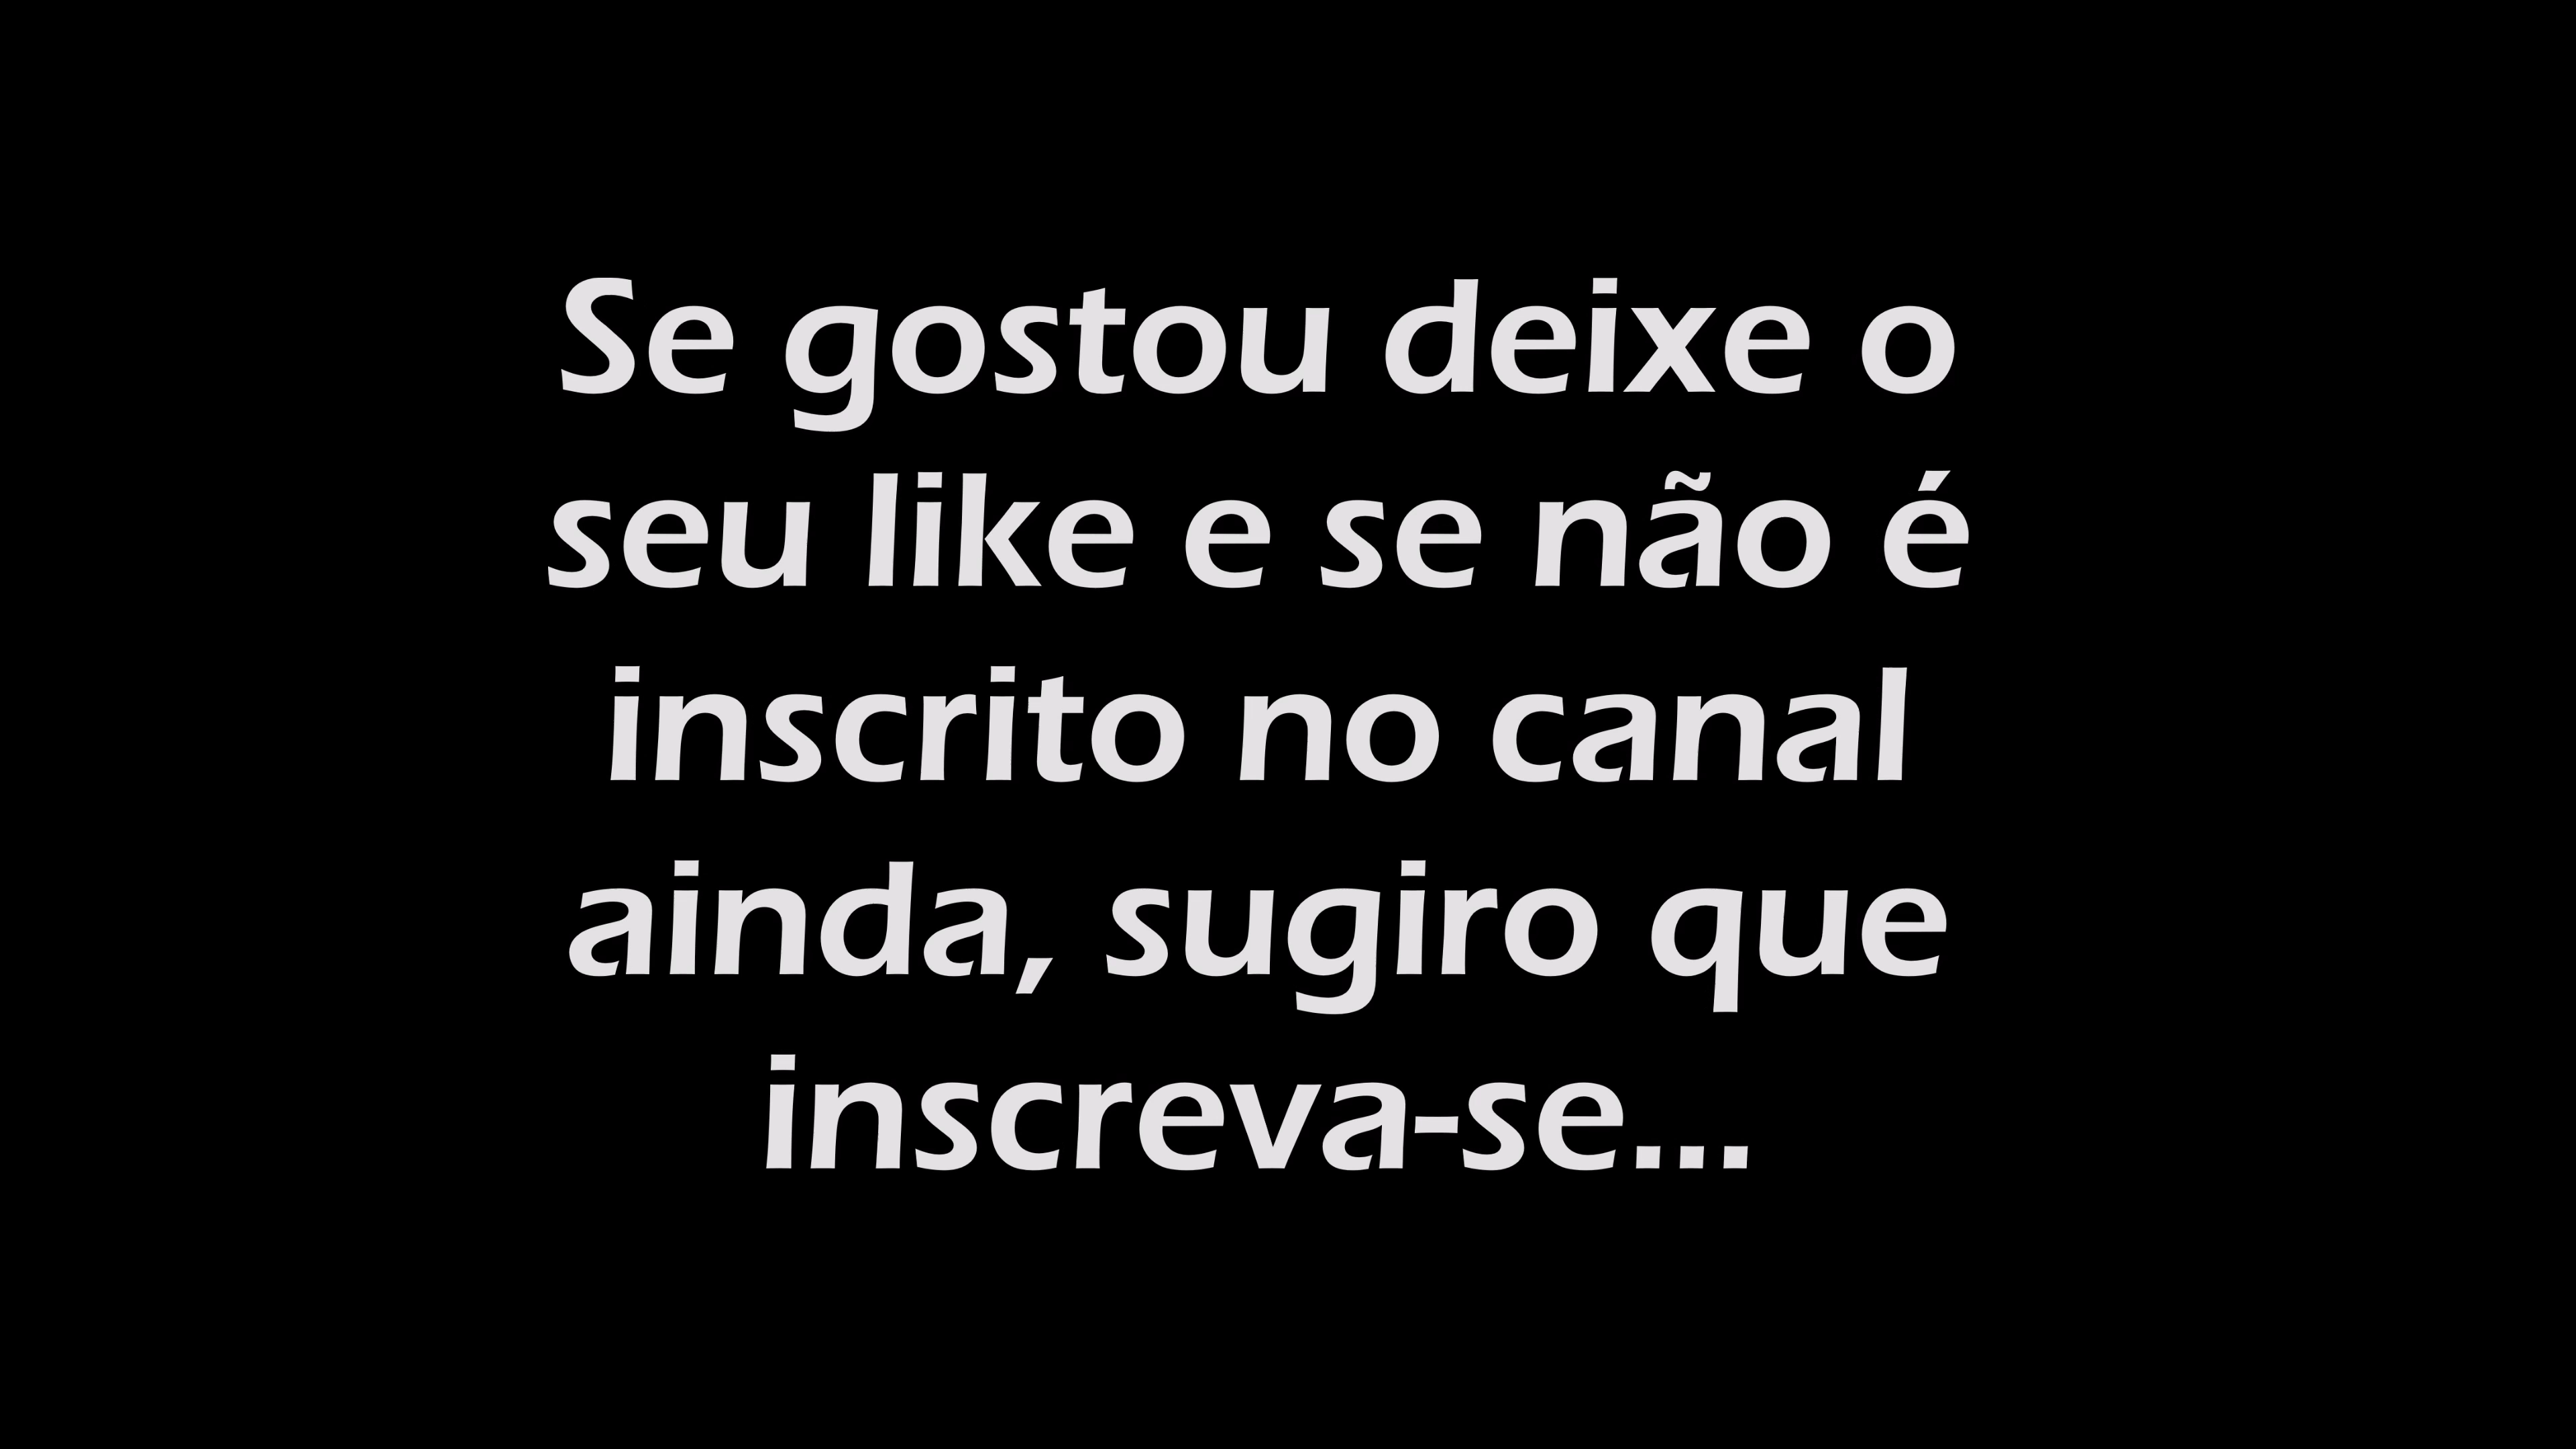 Se gostou deixe o
seu like e se não é
inscrito no canal
ainda, sugiro que
inscreva-se...